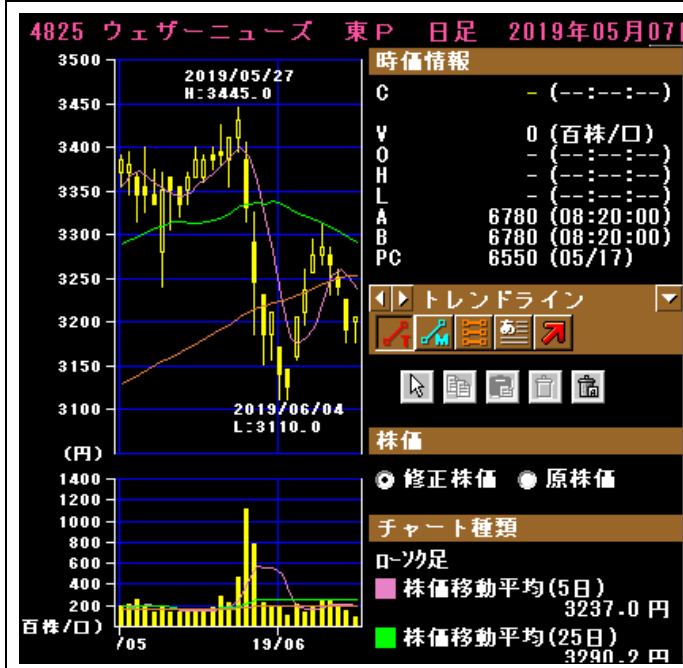 4825 ウェザーニューズ 東P 日足 2019年05月07
3500
3450
3400
3350
3300
3250
3200
3150
3100
(円)
2019/05/27
H:3445.0
2019/06/04
L:3110.0
1400
1200
1000
800
600
400
200
百株/口)
/05
19/06
時価情報
C - (--:--:--)
V 0 (百株/口)
O - (--:--:--)
H - (--:--:--)
L - (--:--:--)
A 6780 (08:20:00)
B 6780 (08:20:00)
PC 6550 (05/17)
トレンドライン
T M あ
株価
修正株価 原株価
チャート種類
ローソク足
株価移動平均(5日)
3237.0 円
株価移動平均(25日)
3290.2 円